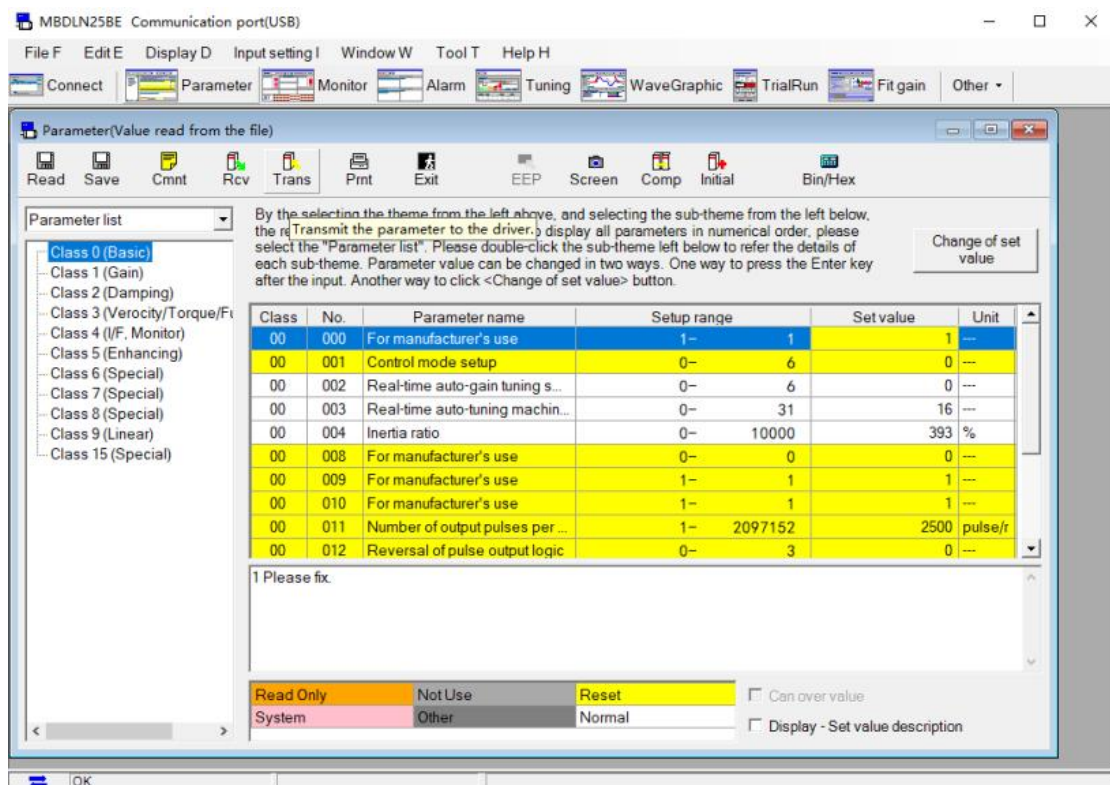 MBDLN25BE Communication port(USB)
File F Edit E Display D Input setting I Window W Tool T Help H
Connect Parameter Monitor Alarm Tuning WaveGraphic TrialRun Fit gain Other
Parameter(Value read from the file)
Read Save Cmnt Rcv Trans Prnt Exit EEP Screen Comp Initial Bin/Hex
Parameter list
Class 0 (Basic)
Class 1 (Gain)
Class 2 (Damping)
Class 3 (Verocity/Torque/Fu
Class 4 (I/F, Monitor)
Class 5 (Enhancing)
Class 6 (Special)
Class 7 (Special)
Class 8 (Special)
Class 9 (Linear)
Class 15 (Special)
By the selecting the theme from the left above, and selecting the sub-theme from the left below,
the re
Transmit the parameter to the driver.
display all parameters in numerical order, please
select the "Parameter list". Please double-click the sub-theme left below to refer the details of
each sub-theme. Parameter value can be changed in two ways. One way to press the Enter key
after the input. Another way to click <Change of set value> button.
Change of set
value
Class No. Parameter name Setup range Set value Unit
00 000 For manufacturer's use 1- 1 1 ---
00 001 Control mode setup 0- 6 0 ---
00 002 Real-time auto-gain tuning s... 0- 6 0 ---
00 003 Real-time auto-tuning machin... 0- 31 16 ---
00 004 Inertia ratio 0- 10000 393 %
00 008 For manufacturer's use 0- 0 0 ---
00 009 For manufacturer's use 1- 1 1 ---
00 010 For manufacturer's use 1- 1 1 ---
00 011 Number of output pulses per ... 1- 2097152 2500 pulse/r
00 012 Reversal of pulse output logic 0- 3 0 ---
1 Please fix.
Read Only Not Use Reset
System Other Normal
Can over value
Display - Set value description
OK